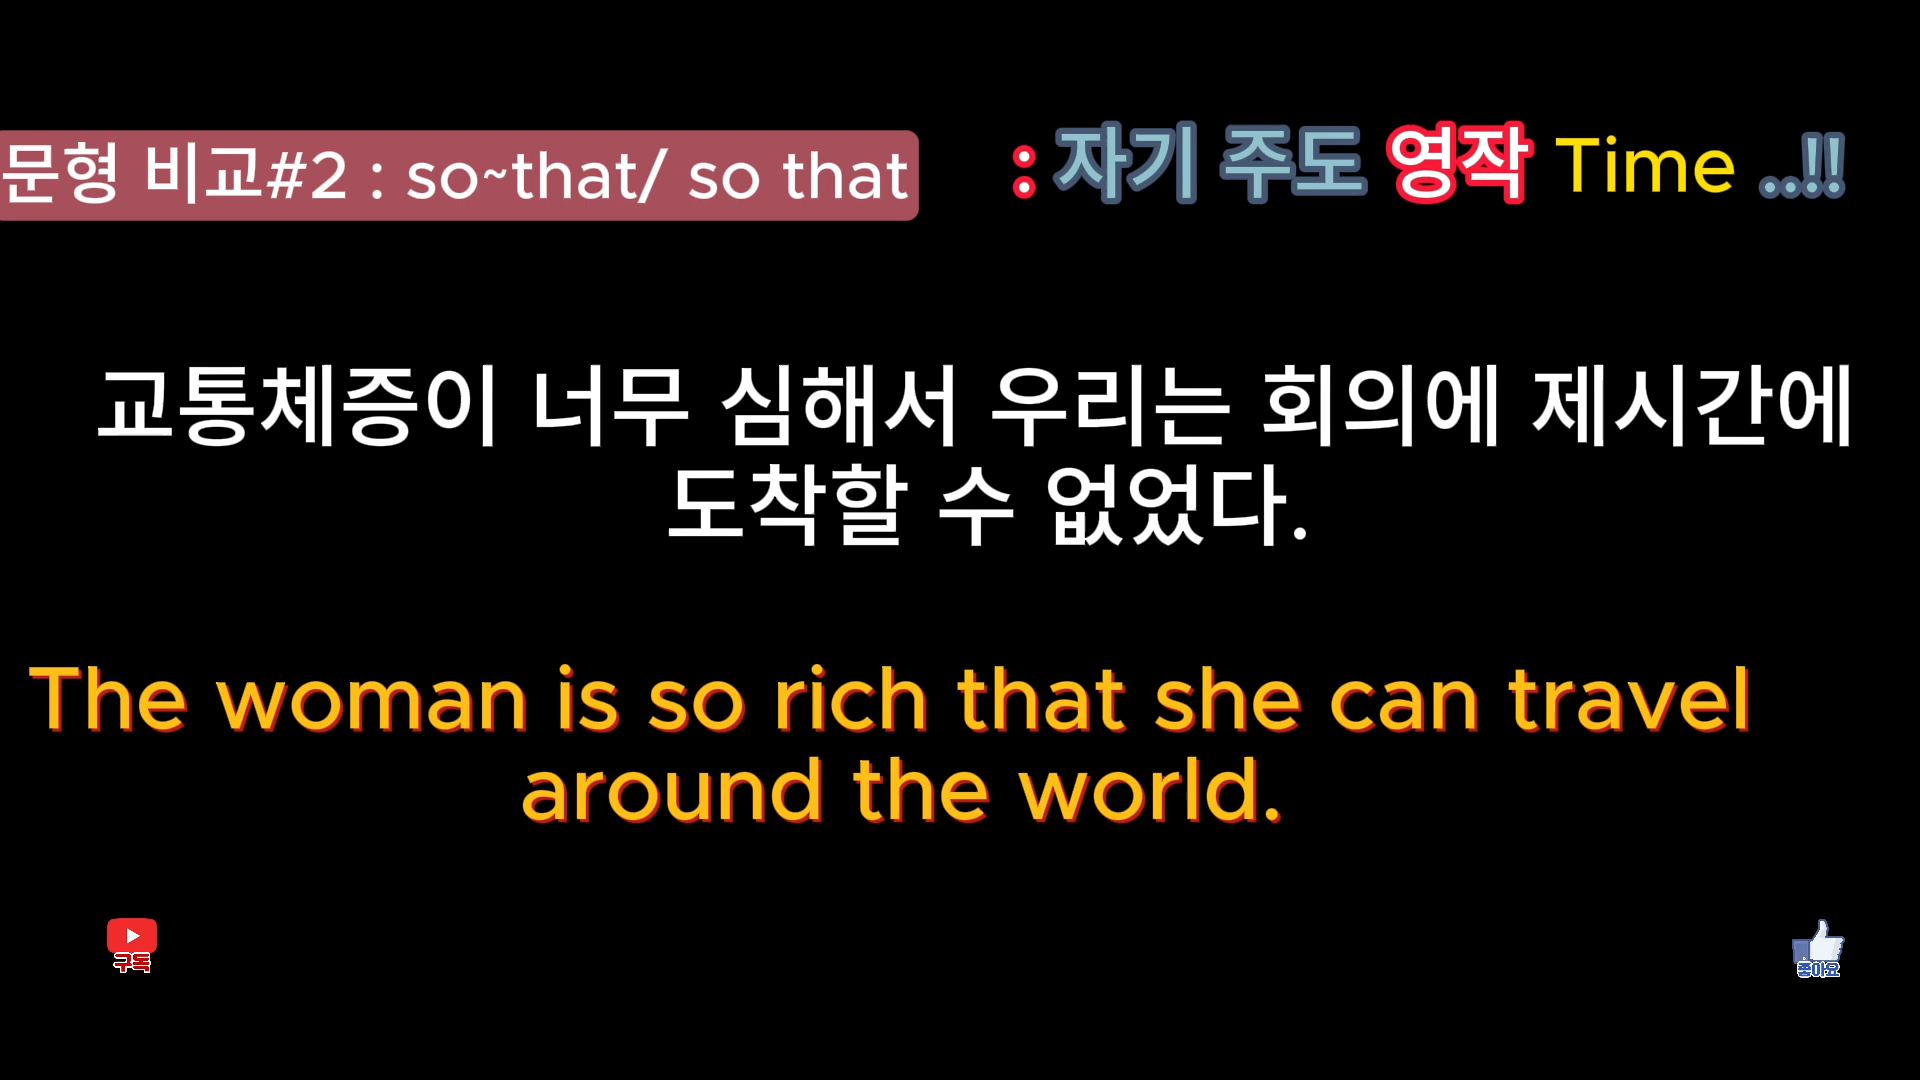 문형 비교#2 : so~that/ so that
: 자기 주도 영작 Time ..!!
교통체증이 너무 심해서 우리는 회의에 제시간에
도착할 수 없었다.
The woman is so rich that she can travel
around the world.
구독
좋아요